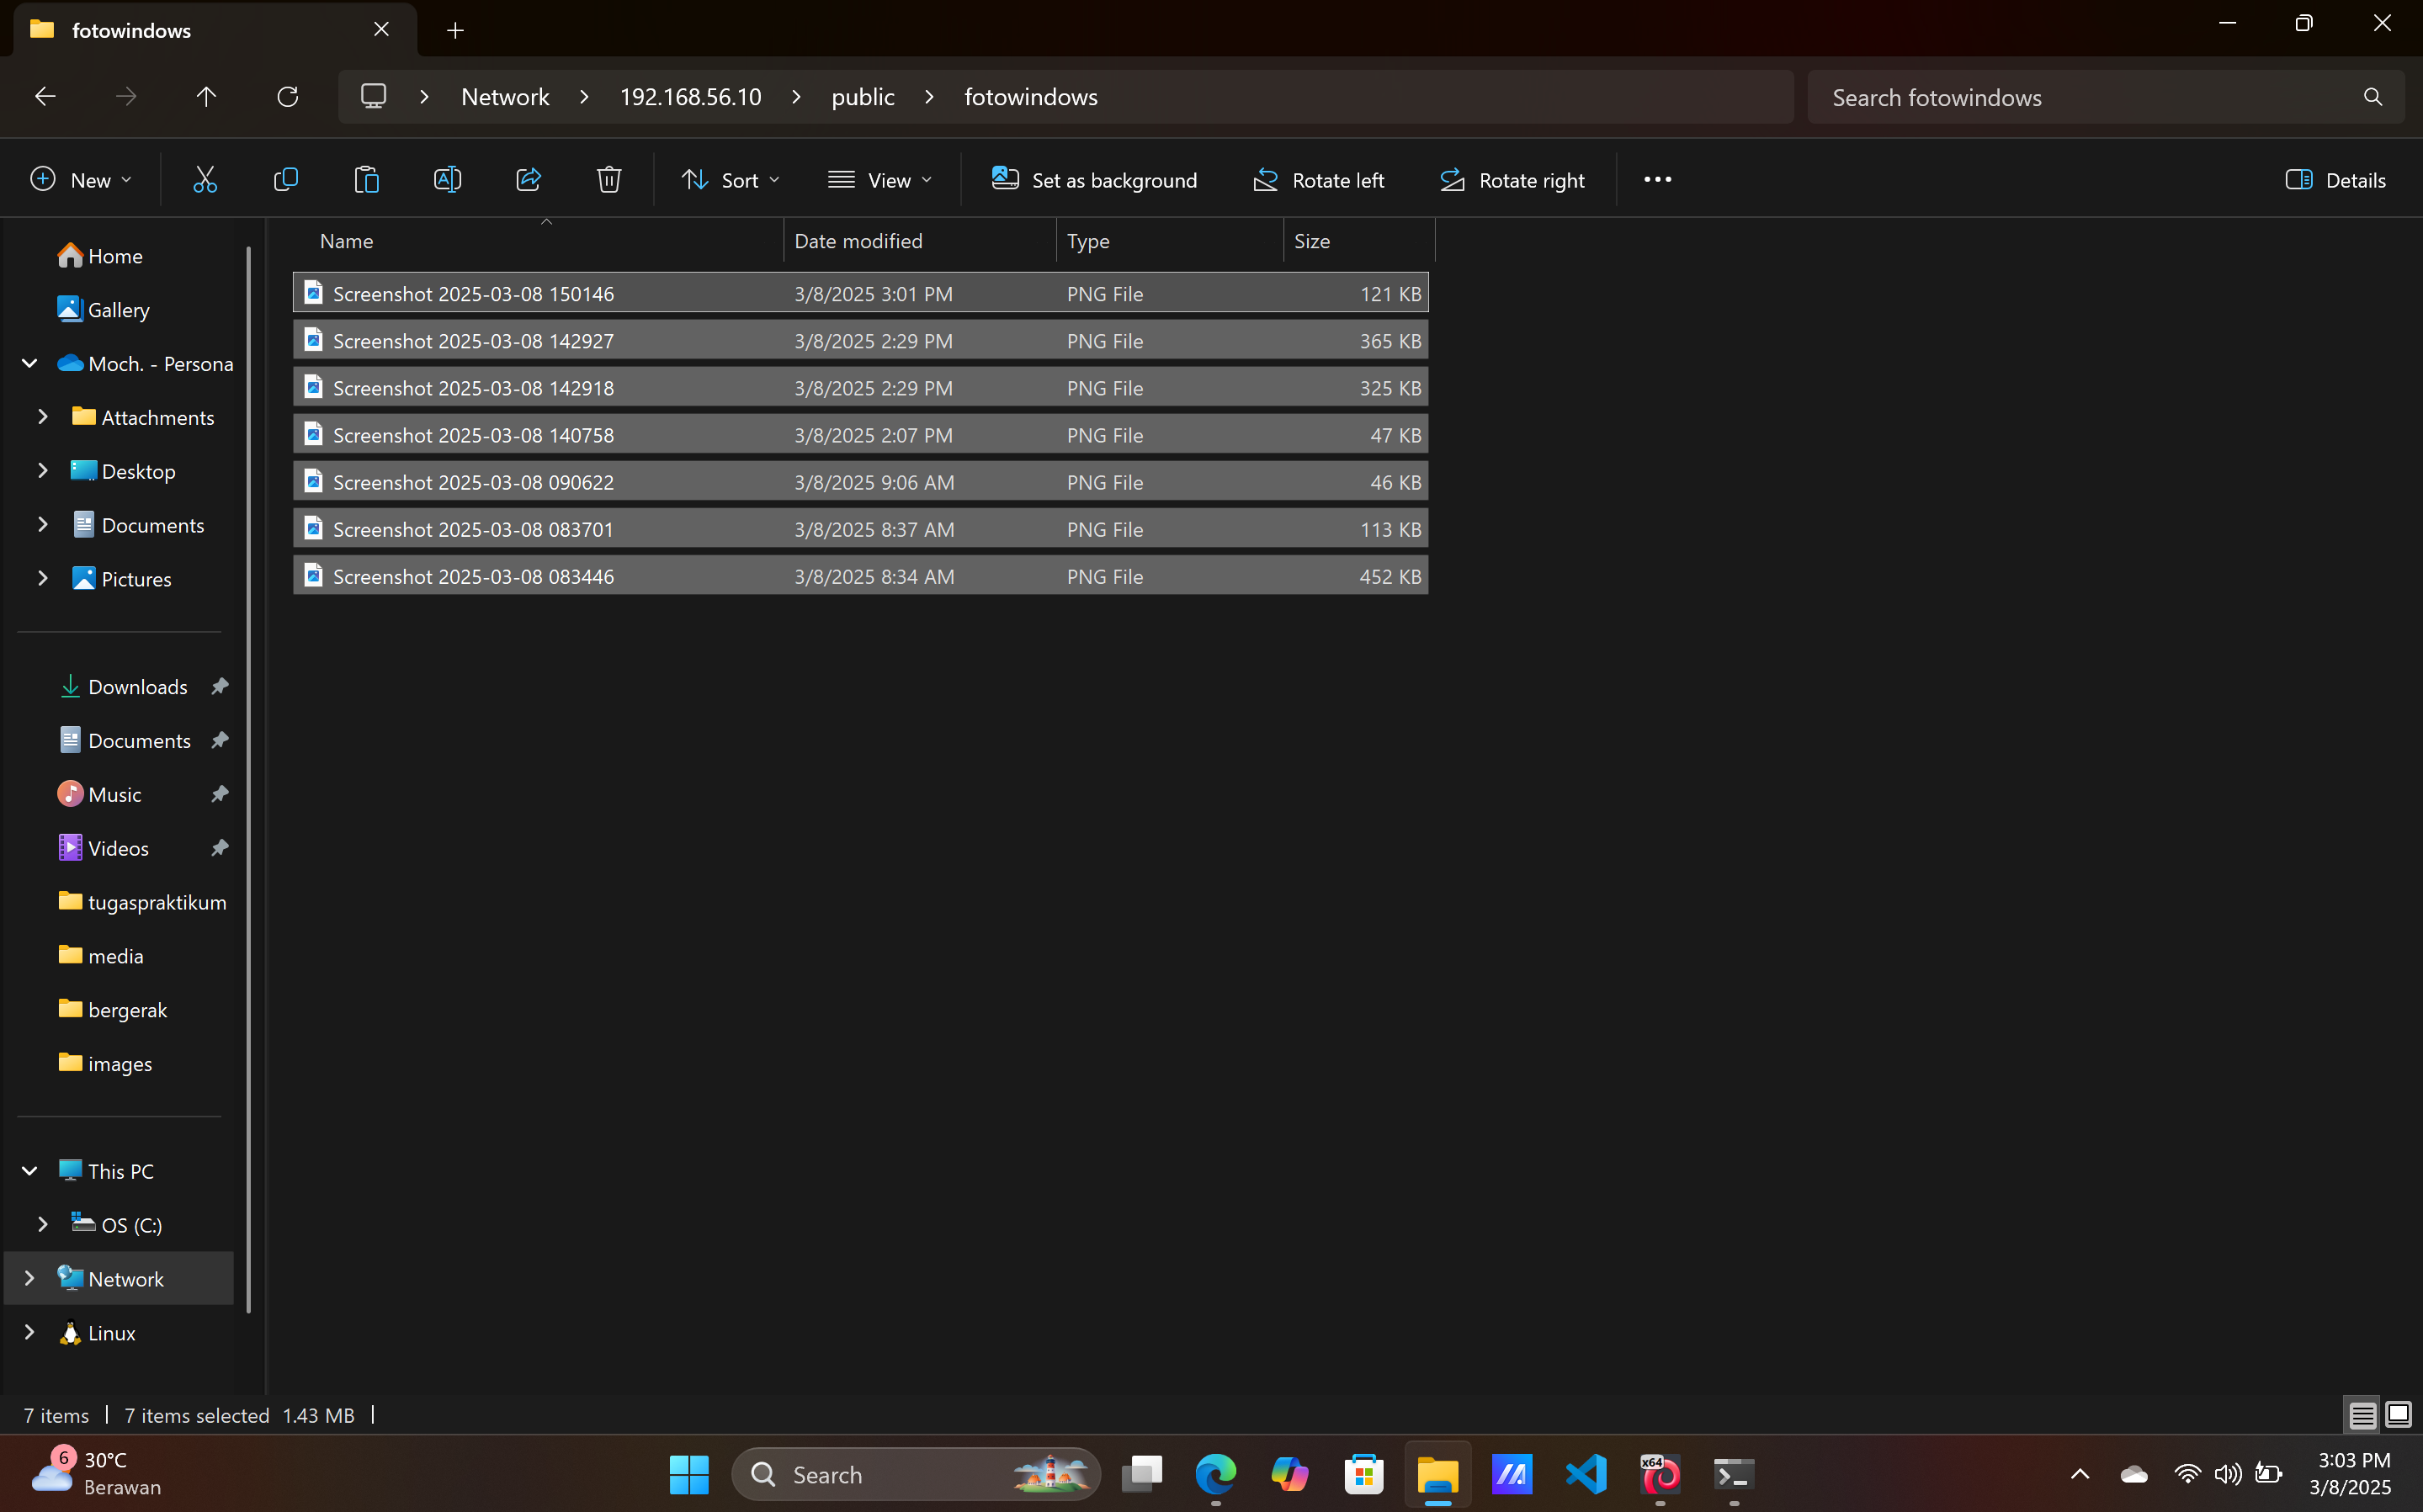 fotowindows
Network
192.168.56.10
public
fotowindows
Search fotowindows
New
Sort
View
Set as background
Rotate left
Rotate right
Details
Home
Gallery
Moch. - Persona
Attachments
Desktop
Documents
Pictures
Downloads
Documents
Music
Videos
tugaspraktikum
media
bergerak
images
This PC
OS (C:)
Network
Linux
Name Date modified Type Size
Screenshot 2025-03-08 150146 3/8/2025 3:01 PM PNG File 121 KB
Screenshot 2025-03-08 142927 3/8/2025 2:29 PM PNG File 365 KB
Screenshot 2025-03-08 142918 3/8/2025 2:29 PM PNG File 325 KB
Screenshot 2025-03-08 140758 3/8/2025 2:07 PM PNG File 47 KB
Screenshot 2025-03-08 090622 3/8/2025 9:06 AM PNG File 46 KB
Screenshot 2025-03-08 083701 3/8/2025 8:37 AM PNG File 113 KB
Screenshot 2025-03-08 083446 3/8/2025 8:34 AM PNG File 452 KB
7 items 7 items selected 1.43 MB
6
30°C
Berawan
Search
x64
3:03 PM
3/8/2025